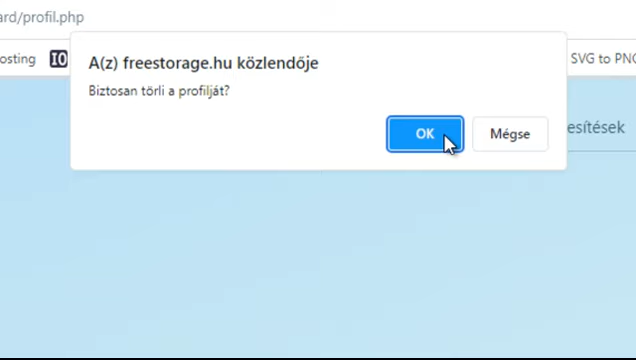 ard/profil.php
osting
IO
SVG to PNG
A(z) freestorage.hu közlendője
Biztosan törli a profilját?
OK
Mégse
esítések